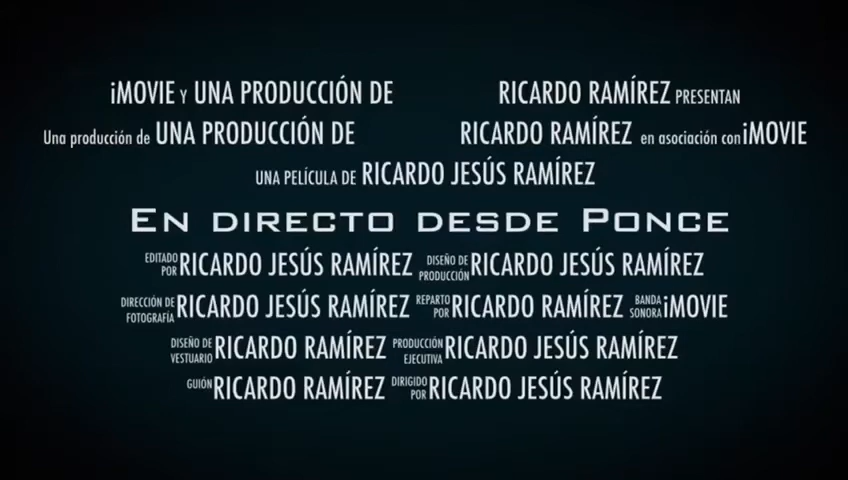 iMOVIE Y UNA PRODUCCIÓN DE RICARDO RAMÍREZ PRESENTAN
Una producción de UNA PRODUCCIÓN DE RICARDO RAMÍREZ en asociación con iMOVIE
UNA PELÍCULA DE RICARDO JESÚS RAMÍREZ
EN DIRECTO DESDE PONCE
EDITADO POR RICARDO JESÚS RAMÍREZ DISEÑO DE PRODUCCIÓN RICARDO JESÚS RAMÍREZ
DIRECCIÓN DE FOTOGRAFÍA RICARDO JESÚS RAMÍREZ REPARTO POR RICARDO RAMÍREZ BANDA SONORA iMOVIE
DISEÑO DE VESTUARIO RICARDO RAMÍREZ PRODUCCIÓN EJECUTIVA RICARDO JESÚS RAMÍREZ
GUIÓN RICARDO RAMÍREZ DIRIGIDO POR RICARDO JESÚS RAMÍREZ